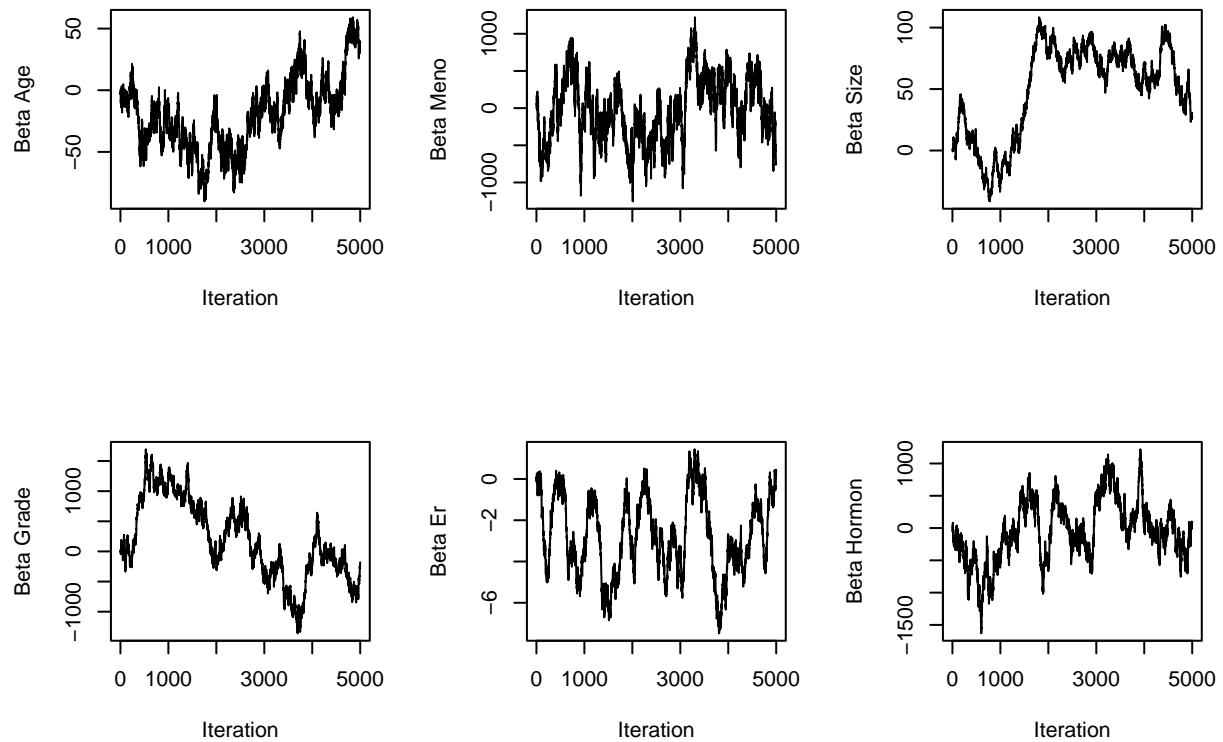 Beta Age
50
0
−50
0 1000 3000 5000
Iteration
Beta Meno
1000
0
−1000
0 1000 3000 5000
Iteration
Beta Size
100
50
0
0 1000 3000 5000
Iteration
Beta Grade
1000
0
−1000
0 1000 3000 5000
Iteration
Beta Er
0
−2
−6
0 1000 3000 5000
Iteration
Beta Hormon
1000
0
−1500
0 1000 3000 5000
Iteration